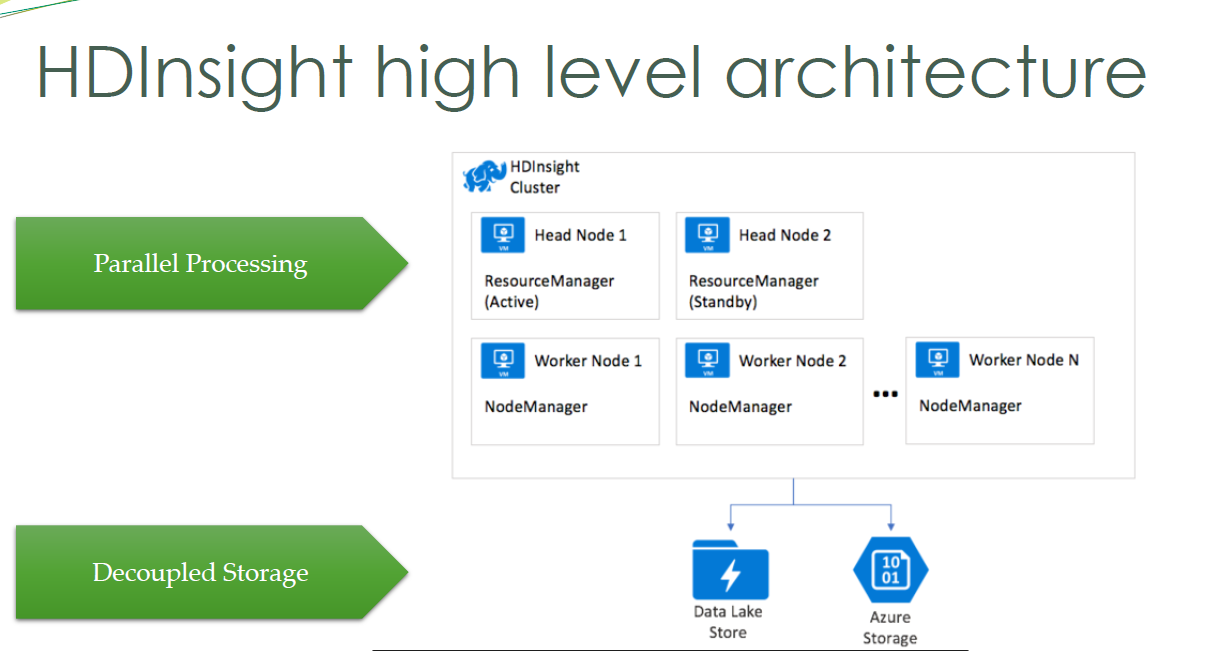 HDInsight high level architecture
HDInsight
Cluster
Parallel Processing
VM
Head Node 1
ResourceManager
(Active)
VM
Head Node 2
ResourceManager
(Standby)
VM
Worker Node 1
NodeManager
VM
Worker Node 2
NodeManager
...
VM
Worker Node N
NodeManager
Decoupled Storage
Data Lake
Store
10
01
Azure
Storage